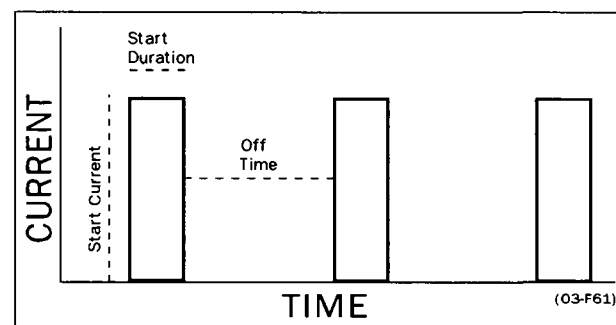 Start
Duration
CURRENT
Start Current
Off
Time
TIME
(03-F61)